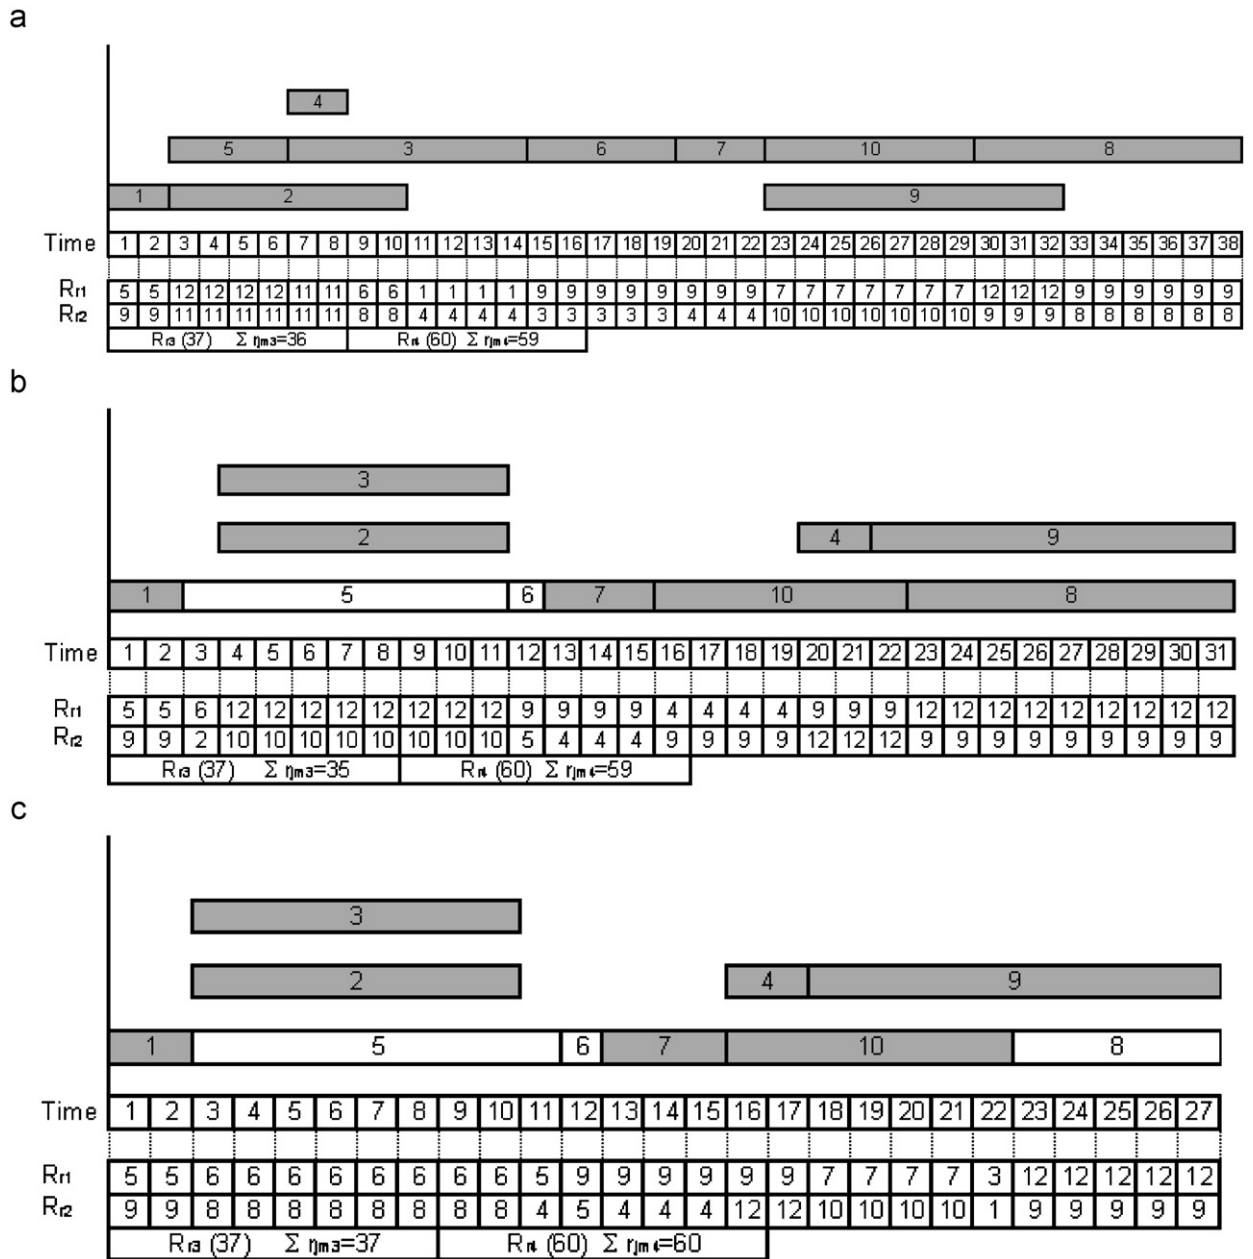 a
4
5 3 6 7 10 8
1 2 9
Time 1 2 3 4 5 6 7 8 9 10 11 12 13 14 15 16 17 18 19 20 21 22 23 24 25 26 27 28 29 30 31 32 33 34 35 36 37 38
Rr1 5 5 12 12 12 12 11 11 6 6 1 1 1 1 9 9 9 9 9 9 9 9 7 7 7 7 7 7 7 12 12 12 9 9 9 9 9 9
Rr2 9 9 11 11 11 11 11 11 8 8 4 4 4 4 3 3 3 3 3 4 4 4 10 10 10 10 10 10 10 9 9 9 8 8 8 8 8 8
Rr3 (37) Σ rjm3=36 Rr4 (60) Σ rjm4=59
b
3
2 4 9
1 5 6 7 10 8
Time 1 2 3 4 5 6 7 8 9 10 11 12 13 14 15 16 17 18 19 20 21 22 23 24 25 26 27 28 29 30 31
Rr1 5 5 6 12 12 12 12 12 12 12 12 9 9 9 9 4 4 4 4 9 9 9 12 12 12 12 12 12 12 12 12
Rr2 9 9 2 10 10 10 10 10 10 10 10 5 4 4 4 9 9 9 9 12 12 12 9 9 9 9 9 9 9 9 9
Rr3 (37) Σ rjm3=35 Rr4 (60) Σ rjm4=59
c
3
2 4 9
1 5 6 7 10 8
Time 1 2 3 4 5 6 7 8 9 10 11 12 13 14 15 16 17 18 19 20 21 22 23 24 25 26 27
Rr1 5 5 6 6 6 6 6 6 6 6 5 9 9 9 9 9 9 7 7 7 7 3 12 12 12 12 12
Rr2 9 9 8 8 8 8 8 8 8 8 4 5 4 4 4 12 12 10 10 10 10 1 9 9 9 9 9
Rr3 (37) Σ rjm3=37 Rr4 (60) Σ rjm4=60